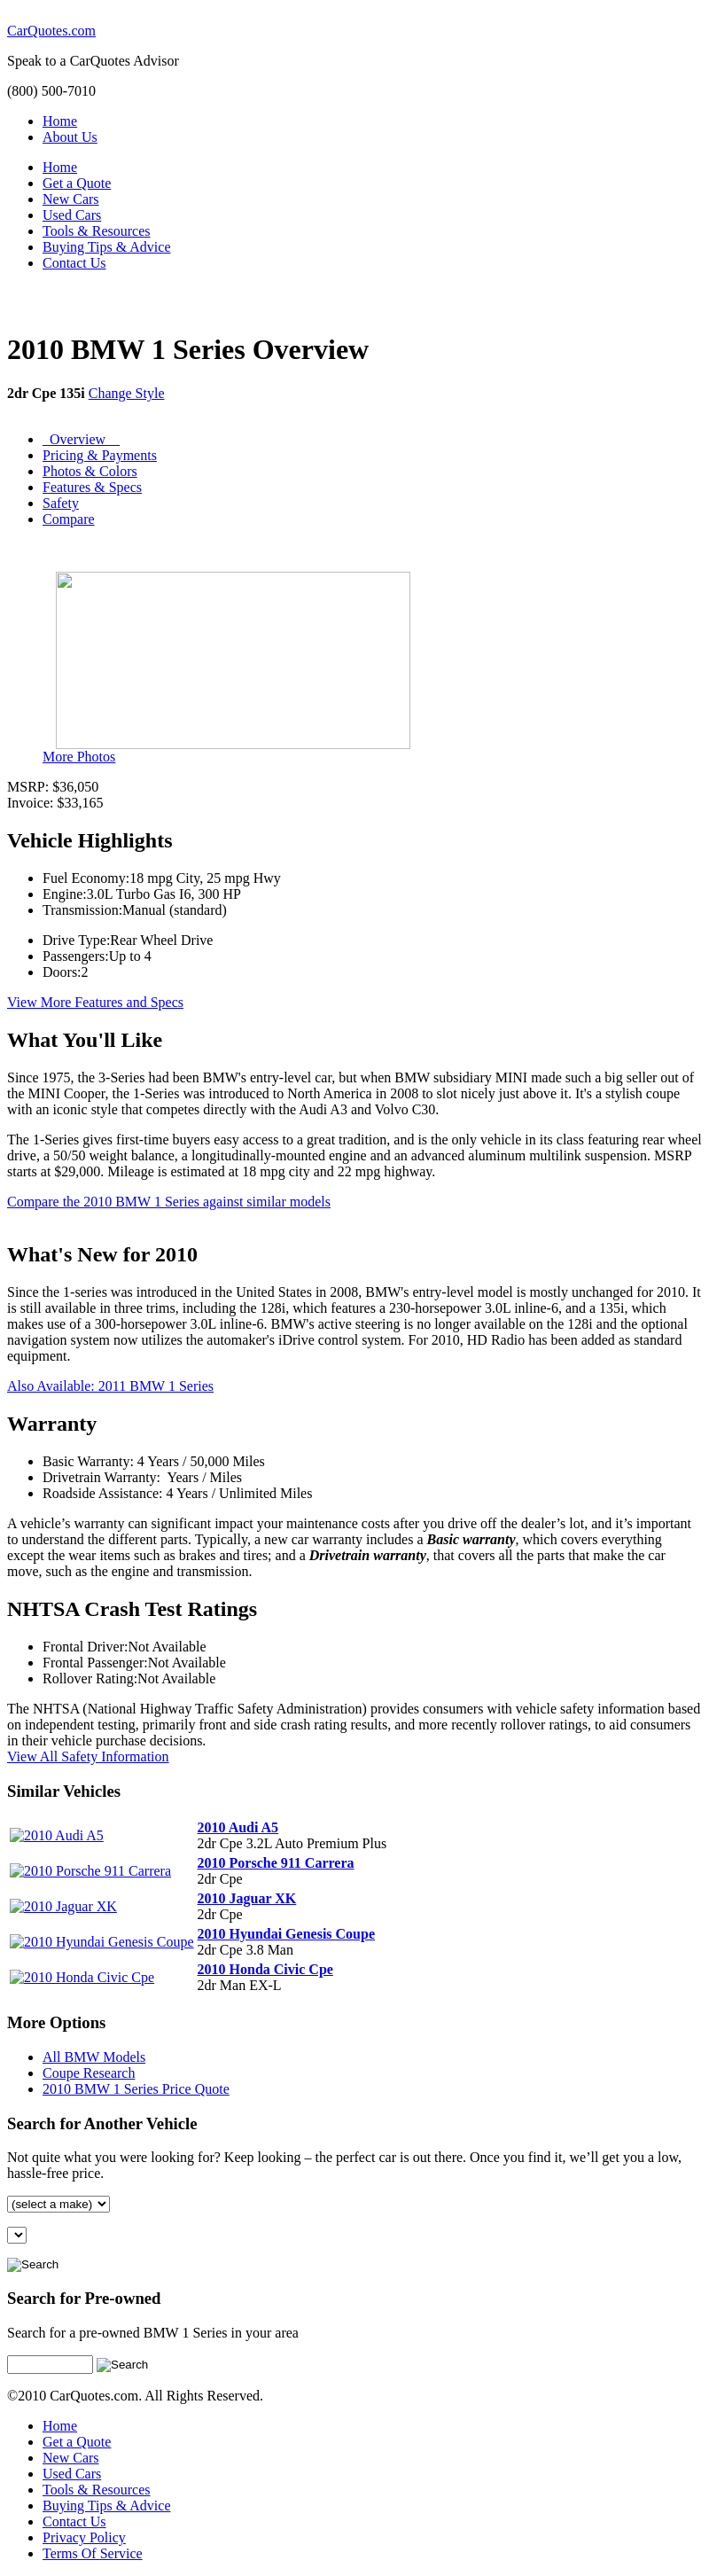 CarQuotes.com
Speak to a CarQuotes Advisor
(800) 500-7010
Home
About Us
Home
Get a Quote
New Cars
Used Cars
Tools & Resources
Buying Tips & Advice
Contact Us
2010 BMW 1 Series Overview
2dr Cpe 135i Change Style
Overview
Pricing & Payments
Photos & Colors
Features & Specs
Safety
Compare
More Photos
MSRP: $36,050
Invoice: $33,165
Vehicle Highlights
Fuel Economy:18 mpg City, 25 mpg Hwy
Engine:3.0L Turbo Gas I6, 300 HP
Transmission:Manual (standard)
Drive Type:Rear Wheel Drive
Passengers:Up to 4
Doors:2
View More Features and Specs
What You'll Like
Since 1975, the 3-Series had been BMW's entry-level car, but when BMW subsidiary MINI made such a big seller out of
the MINI Cooper, the 1-Series was introduced to North America in 2008 to slot nicely just above it. It's a stylish coupe
with an iconic style that competes directly with the Audi A3 and Volvo C30.
The 1-Series gives first-time buyers easy access to a great tradition, and is the only vehicle in its class featuring rear wheel
drive, a 50/50 weight balance, a longitudinally-mounted engine and an advanced aluminum multilink suspension. MSRP
starts at $29,000. Mileage is estimated at 18 mpg city and 22 mpg highway.
Compare the 2010 BMW 1 Series against similar models
What's New for 2010
Since the 1-series was introduced in the United States in 2008, BMW's entry-level model is mostly unchanged for 2010. It
is still available in three trims, including the 128i, which features a 230-horsepower 3.0L inline-6, and a 135i, which
makes use of a 300-horsepower 3.0L inline-6. BMW's active steering is no longer available on the 128i and the optional
navigation system now utilizes the automaker's iDrive control system. For 2010, HD Radio has been added as standard
equipment.
Also Available: 2011 BMW 1 Series
Warranty
Basic Warranty: 4 Years / 50,000 Miles
Drivetrain Warranty:  Years / Miles
Roadside Assistance: 4 Years / Unlimited Miles
A vehicle’s warranty can significant impact your maintenance costs after you drive off the dealer’s lot, and it’s important
to understand the different parts. Typically, a new car warranty includes a Basic warranty, which covers everything
except the wear items such as brakes and tires; and a Drivetrain warranty, that covers all the parts that make the car
move, such as the engine and transmission.
NHTSA Crash Test Ratings
Frontal Driver:Not Available
Frontal Passenger:Not Available
Rollover Rating:Not Available
The NHTSA (National Highway Traffic Safety Administration) provides consumers with vehicle safety information based
on independent testing, primarily front and side crash rating results, and more recently rollover ratings, to aid consumers
in their vehicle purchase decisions.
View All Safety Information
Similar Vehicles
2010 Audi A5
2010 Audi A5
2dr Cpe 3.2L Auto Premium Plus
2010 Porsche 911 Carrera
2010 Porsche 911 Carrera
2dr Cpe
2010 Jaguar XK
2010 Jaguar XK
2dr Cpe
2010 Hyundai Genesis Coupe
2010 Hyundai Genesis Coupe
2dr Cpe 3.8 Man
2010 Honda Civic Cpe
2010 Honda Civic Cpe
2dr Man EX-L
More Options
All BMW Models
Coupe Research
2010 BMW 1 Series Price Quote
Search for Another Vehicle
Not quite what you were looking for? Keep looking – the perfect car is out there. Once you find it, we’ll get you a low,
hassle-free price.
(select a make)
Search
Search for Pre-owned
Search for a pre-owned BMW 1 Series in your area
Search
©2010 CarQuotes.com. All Rights Reserved.
Home
Get a Quote
New Cars
Used Cars
Tools & Resources
Buying Tips & Advice
Contact Us
Privacy Policy
Terms Of Service